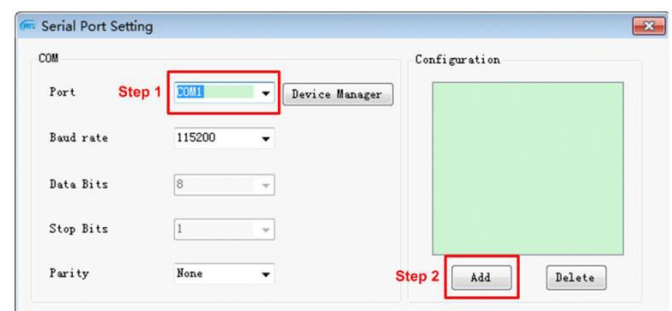 Serial Port Setting
COM
Port Step 1 COM1 Device Manager
Baud rate 115200
Data Bits 8
Stop Bits 1
Parity None
Configuration
Step 2 Add Delete